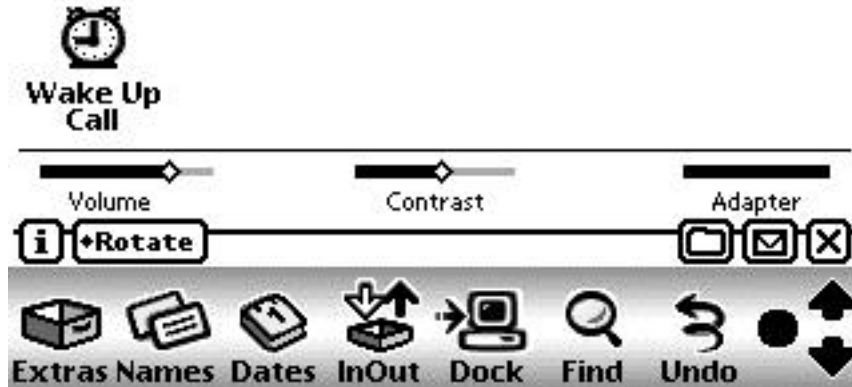 Wake Up
Call
Volume Contrast Adapter
i ◆Rotate
Extras Names Dates InOut Dock Find Undo